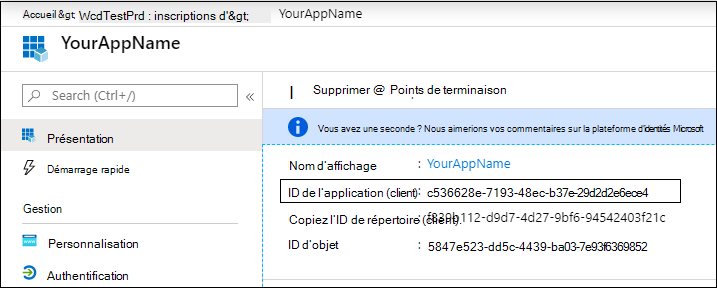 Accueil &gt; WcdTestPrd : inscriptions d'&gt; YourAppName
YourAppName
Search (Ctrl+/)
«
Supprimer @ Points de terminaison
Vous avez une seconde ? Nous aimerions vos commentaires sur la plateforme d'identités Microsoft
Présentation
Démarrage rapide
Gestion
Personnalisation
Authentification
Nom d'affichage : YourAppName
ID de l'application (client) : c536628e-7193-48ec-b37e-29d2d2e6ece4
Copiez l'ID de répertoire (client). : f839b112-d9d7-4d27-9bf6-94542403f21c
ID d'objet : 5847e523-dd5c-4439-ba03-7e93f6369852